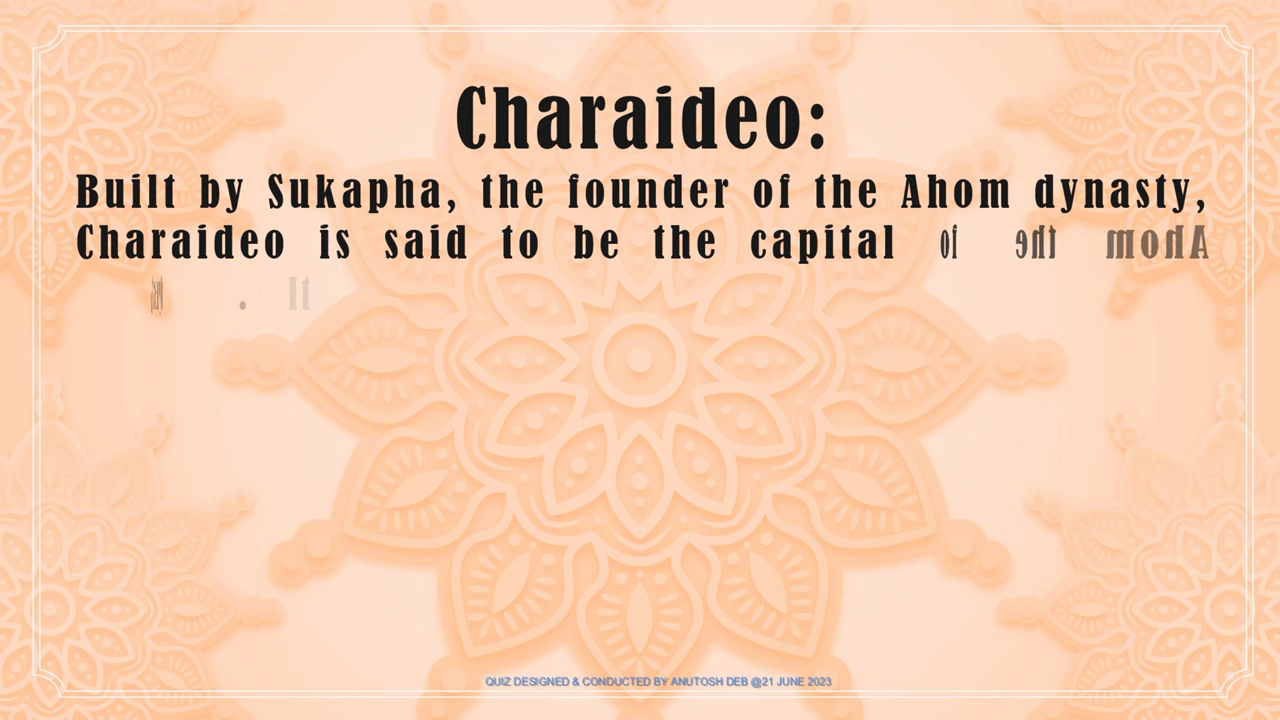 Charaideo:
Built by Sukapha, the founder of the Ahom dynasty,
Charaideo is said to be the capital of the Ahom
. It
QUIZ DESIGNED & CONDUCTED BY ANUTOSH DEB @21 JUNE 2023